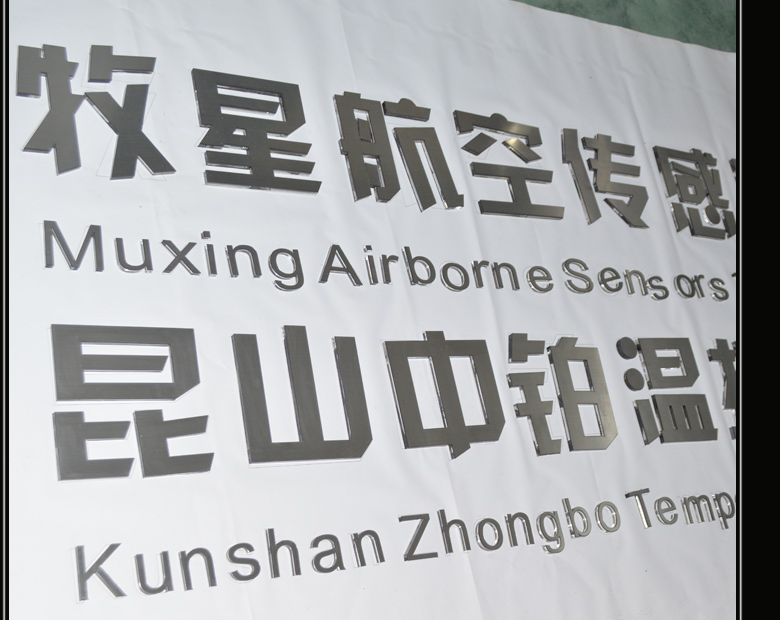 牧星航空传感
Muxing Airborne Sensors
昆山中铂温
Kunshan Zhongbo Temp